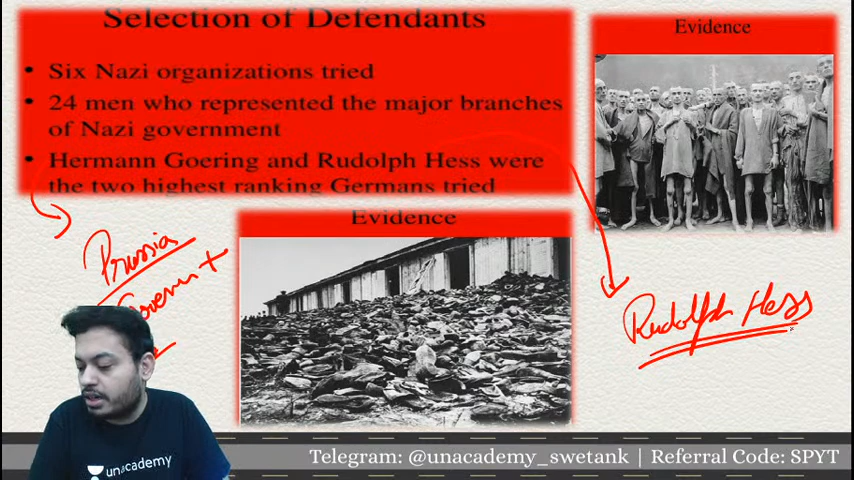 Selection of Defendants
• Six Nazi organizations tried
• 24 men who represented the major branches
of Nazi government
• Hermann Goering and Rudolph Hess were
the two highest ranking Germans tried
Evidence
Evidence
Prussia
Rudolph Hess
unacademy
Telegram: @unacademy_swetank | Referral Code: SPYT